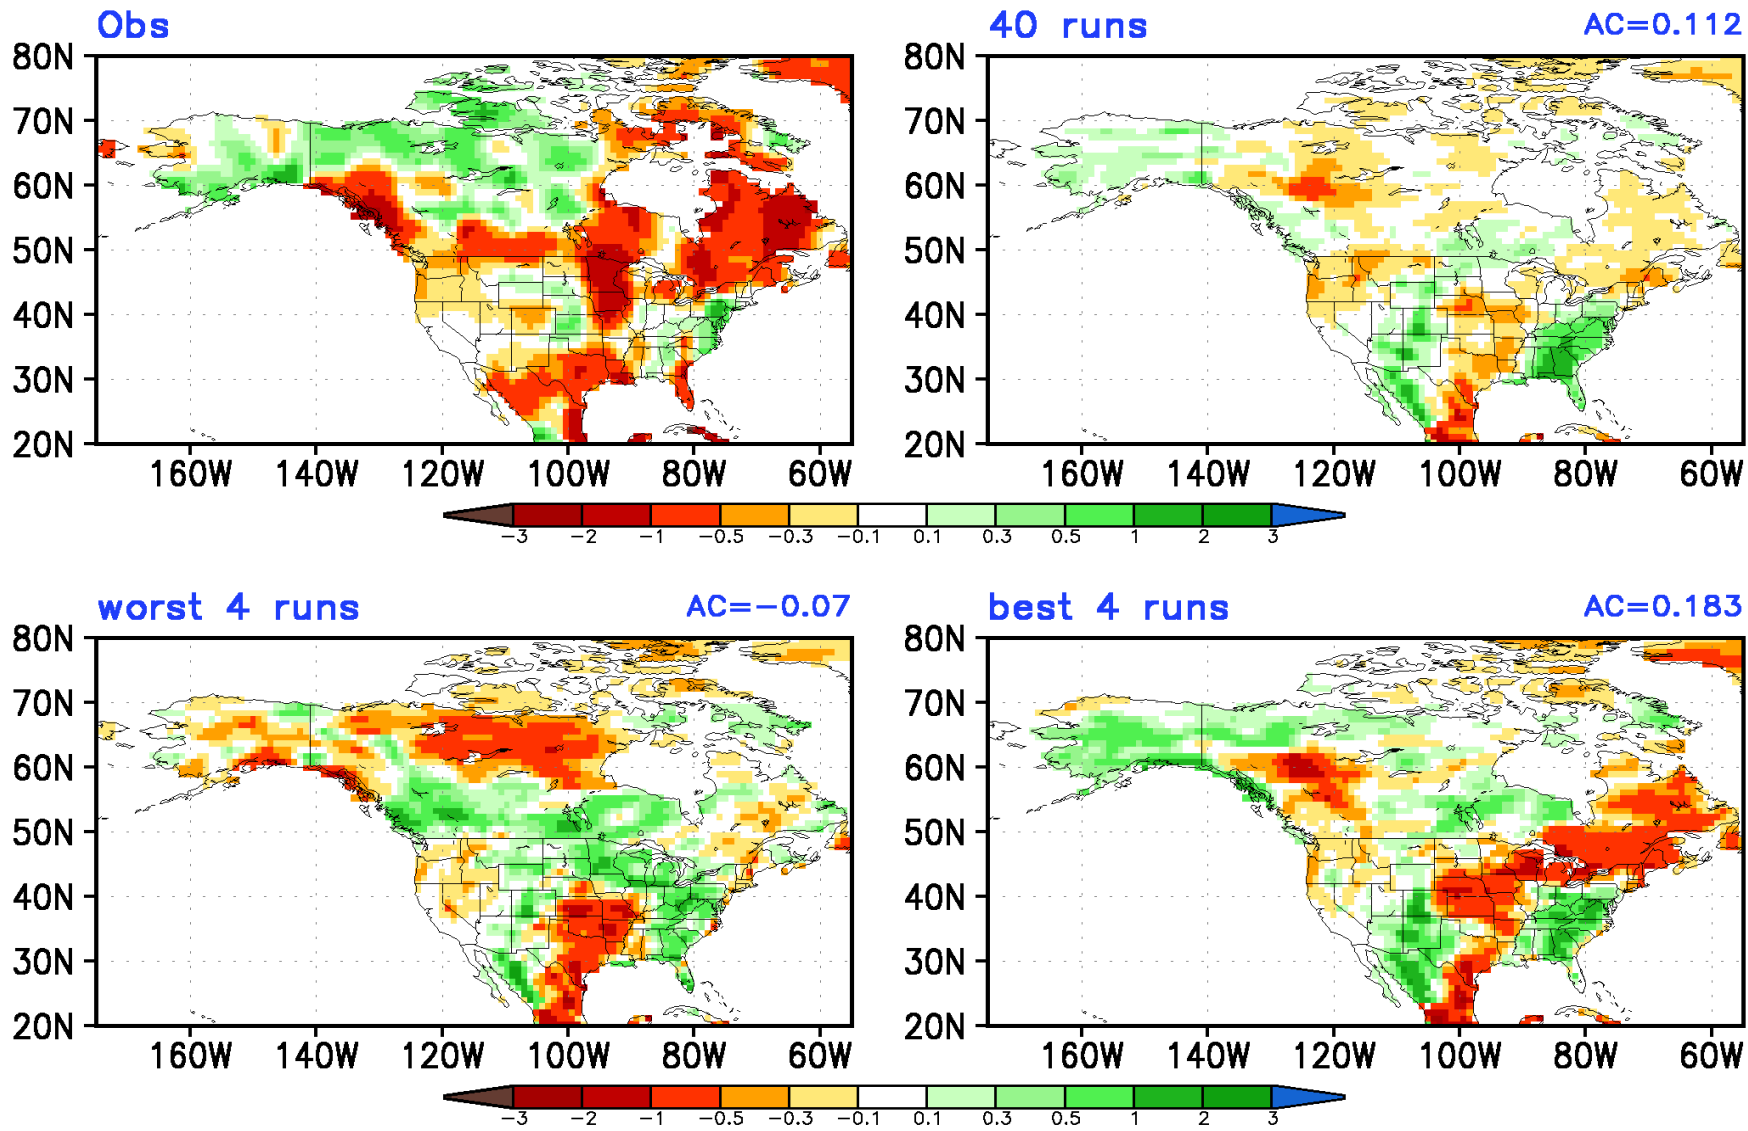 Obs
40 runs AC=0.112
80N 80N
70N 70N
60N 60N
50N 50N
40N 40N
30N 30N
20N 20N
160W 140W 120W 100W 80W 60W 160W 140W 120W 100W 80W 60W
-3 -2 -1 -0.5 -0.3 -0.1 0.1 0.3 0.5 1 2 3
worst 4 runs AC=-0.07
best 4 runs AC=0.183
80N 80N
70N 70N
60N 60N
50N 50N
40N 40N
30N 30N
20N 20N
160W 140W 120W 100W 80W 60W 160W 140W 120W 100W 80W 60W
-3 -2 -1 -0.5 -0.3 -0.1 0.1 0.3 0.5 1 2 3